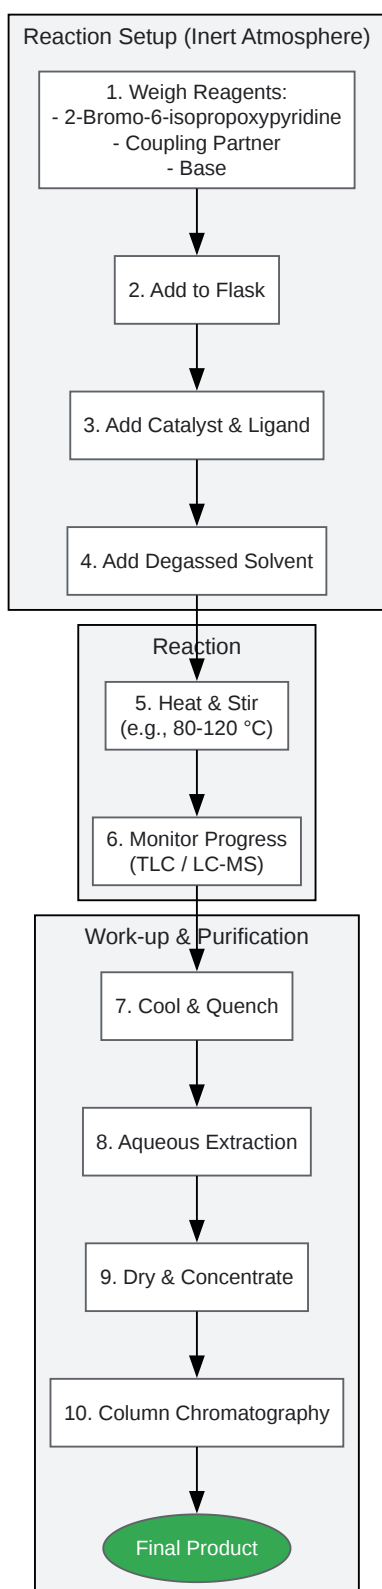 Reaction Setup (Inert Atmosphere)
1. Weigh Reagents:
- 2-Bromo-6-isopropoxypyridine
- Coupling Partner
- Base
2. Add to Flask
3. Add Catalyst & Ligand
4. Add Degassed Solvent
Reaction
5. Heat & Stir
(e.g., 80-120 °C)
6. Monitor Progress
(TLC / LC-MS)
Work-up & Purification
7. Cool & Quench
8. Aqueous Extraction
9. Dry & Concentrate
10. Column Chromatography
Final Product